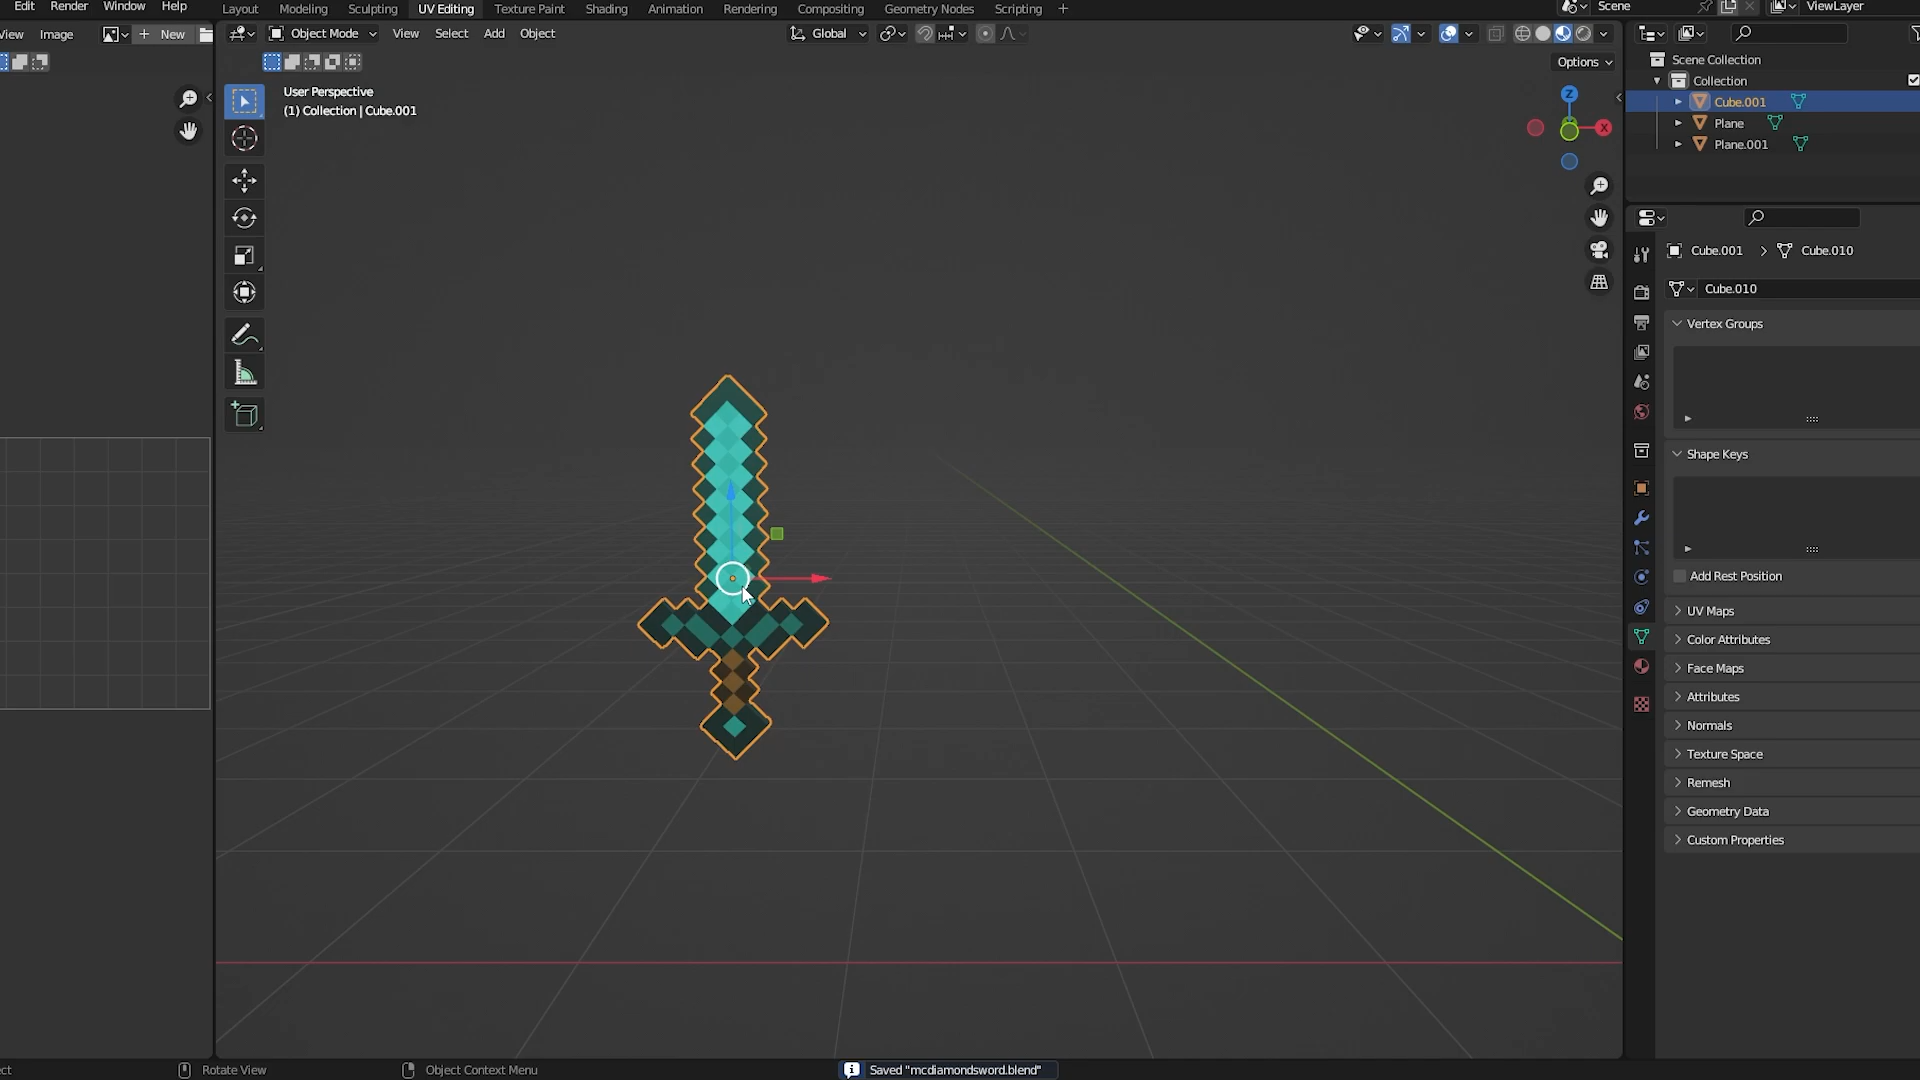 Edit Render Window Help Layout Modeling Sculpting UV Editing Texture Paint Shading Animation Rendering Compositing Geometry Nodes Scripting + Scene ViewLayer
View Image + New Object Mode View Select Add Object Global
Options
User Perspective
(1) Collection | Cube.001
Z
X
Scene Collection
Collection
Cube.001
Plane
Plane.001
Cube.001 > Cube.010
Cube.010
Vertex Groups
Shape Keys
Add Rest Position
UV Maps
Color Attributes
Face Maps
Attributes
Normals
Texture Space
Remesh
Geometry Data
Custom Properties
ct Rotate View Object Context Menu Saved "mcdiamondsword.blend"